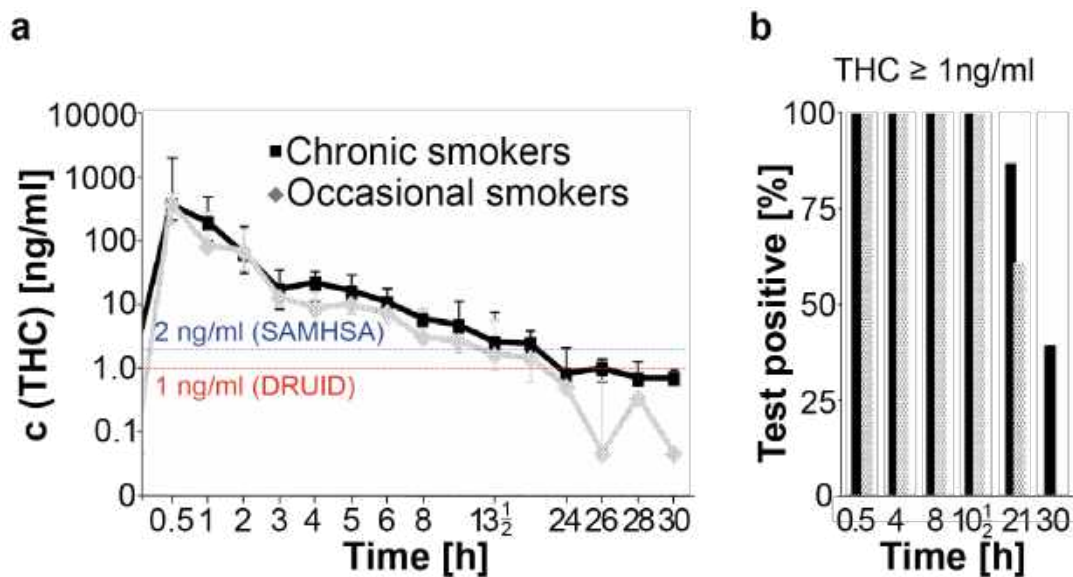 a
c (THC) [ng/ml]
10000
1000
100
10
1.0
0.1
0
Chronic smokers
Occasional smokers
2 ng/ml (SAMHSA)
1 ng/ml (DRUID)
0.5 1 2 3 4 5 6 8 13½ 24 26 28 30
Time [h]
b
THC ≥ 1ng/ml
Test positive [%]
100
75
50
25
0
0.5 4 8 10½ 21 30
Time [h]